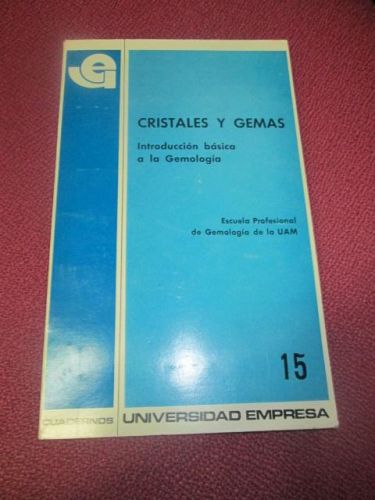 CRISTALES Y GEMAS
Introducción básica
a la Gemología
Escuela Profesional
de Gemología de la UAM
15
CUADERNOS UNIVERSIDAD EMPRESA